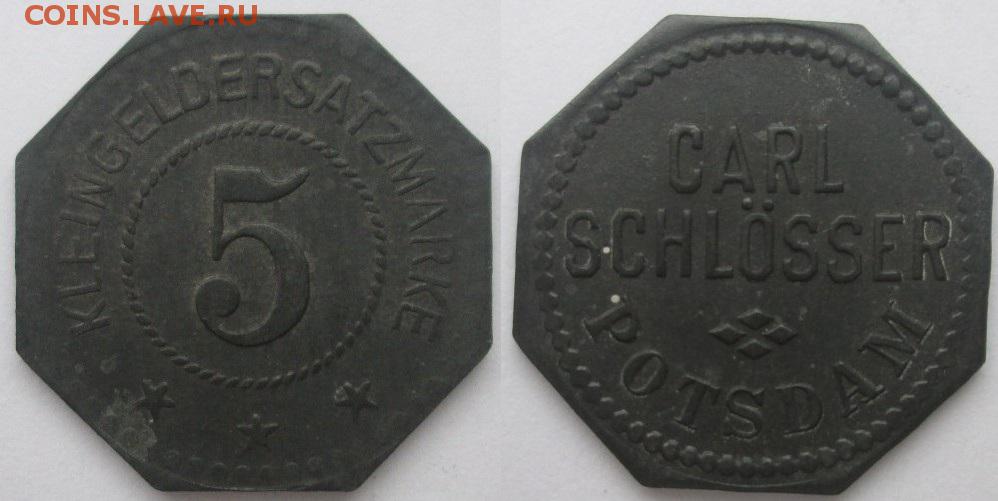 COINS.LAVE.RU
KLEINGELDERSATZMARKE
5
CARL
SCHLÖSSER
POTSDAM